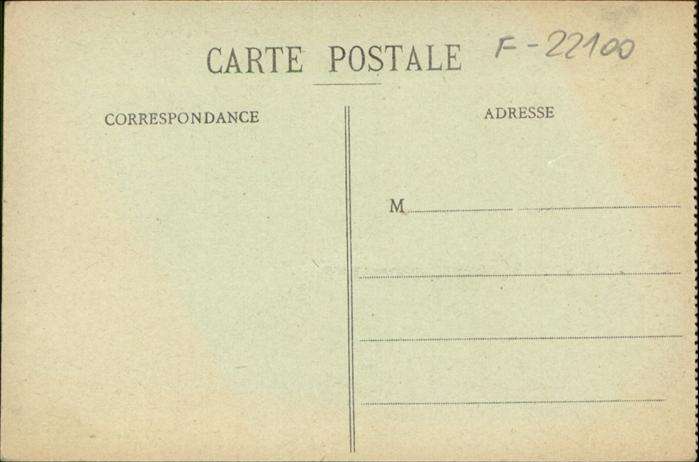 CARTE POSTALE
F-22100
CORRESPONDANCE
ADRESSE
M